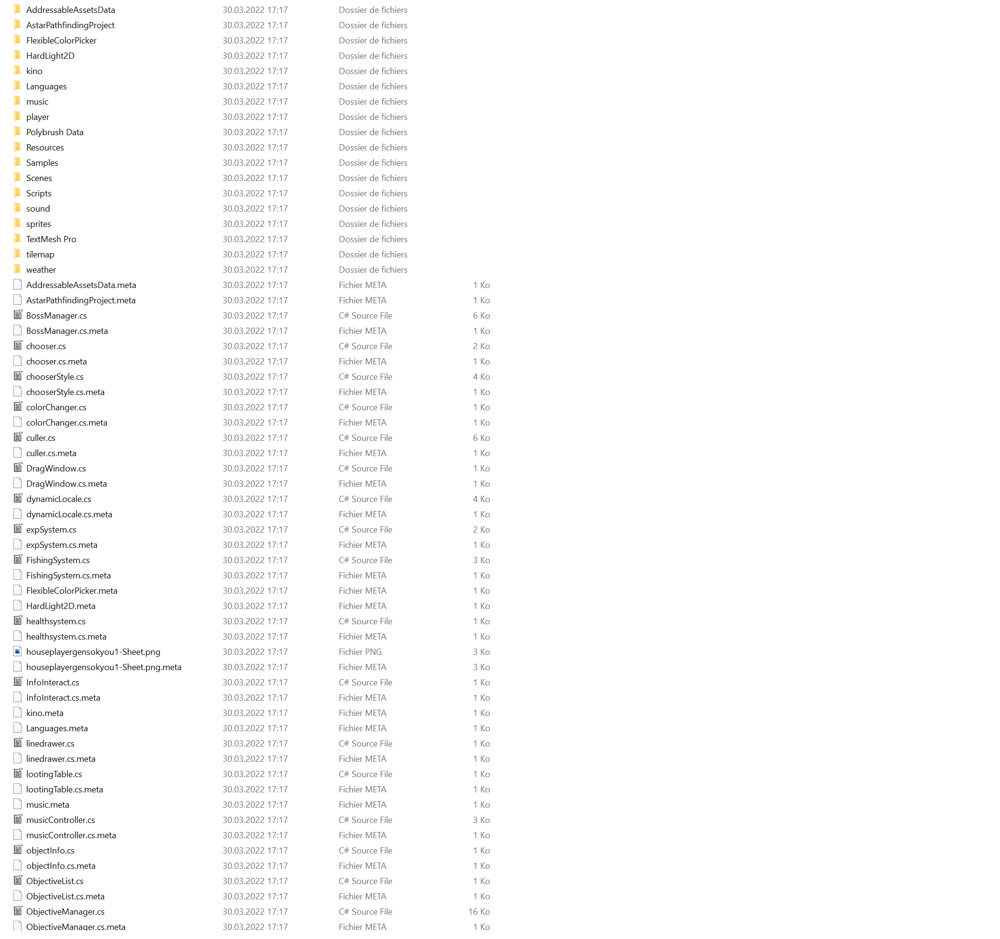 AddressableAssetsData 30.03.2022 17:17 Dossier de fichiers
AstarPathfindingProject 30.03.2022 17:17 Dossier de fichiers
FlexibleColorPicker 30.03.2022 17:17 Dossier de fichiers
HardLight2D 30.03.2022 17:17 Dossier de fichiers
kino 30.03.2022 17:17 Dossier de fichiers
Languages 30.03.2022 17:17 Dossier de fichiers
music 30.03.2022 17:17 Dossier de fichiers
player 30.03.2022 17:17 Dossier de fichiers
Polybrush Data 30.03.2022 17:17 Dossier de fichiers
Resources 30.03.2022 17:17 Dossier de fichiers
Samples 30.03.2022 17:17 Dossier de fichiers
Scenes 30.03.2022 17:17 Dossier de fichiers
Scripts 30.03.2022 17:17 Dossier de fichiers
sound 30.03.2022 17:17 Dossier de fichiers
sprites 30.03.2022 17:17 Dossier de fichiers
TextMesh Pro 30.03.2022 17:17 Dossier de fichiers
tilemap 30.03.2022 17:17 Dossier de fichiers
weather 30.03.2022 17:17 Dossier de fichiers
AddressableAssetsData.meta 30.03.2022 17:17 Fichier META 1 Ko
AstarPathfindingProject.meta 30.03.2022 17:17 Fichier META 1 Ko
BossManager.cs 30.03.2022 17:17 C# Source File 6 Ko
BossManager.cs.meta 30.03.2022 17:17 Fichier META 1 Ko
chooser.cs 30.03.2022 17:17 C# Source File 2 Ko
chooser.cs.meta 30.03.2022 17:17 Fichier META 1 Ko
chooserStyle.cs 30.03.2022 17:17 C# Source File 4 Ko
chooserStyle.cs.meta 30.03.2022 17:17 Fichier META 1 Ko
colorChanger.cs 30.03.2022 17:17 C# Source File 1 Ko
colorChanger.cs.meta 30.03.2022 17:17 Fichier META 1 Ko
culler.cs 30.03.2022 17:17 C# Source File 6 Ko
culler.cs.meta 30.03.2022 17:17 Fichier META 1 Ko
DragWindow.cs 30.03.2022 17:17 C# Source File 1 Ko
DragWindow.cs.meta 30.03.2022 17:17 Fichier META 1 Ko
dynamicLocale.cs 30.03.2022 17:17 C# Source File 4 Ko
dynamicLocale.cs.meta 30.03.2022 17:17 Fichier META 1 Ko
expSystem.cs 30.03.2022 17:17 C# Source File 2 Ko
expSystem.cs.meta 30.03.2022 17:17 Fichier META 1 Ko
FishingSystem.cs 30.03.2022 17:17 C# Source File 3 Ko
FishingSystem.cs.meta 30.03.2022 17:17 Fichier META 1 Ko
FlexibleColorPicker.meta 30.03.2022 17:17 Fichier META 1 Ko
HardLight2D.meta 30.03.2022 17:17 Fichier META 1 Ko
healthsystem.cs 30.03.2022 17:17 C# Source File 1 Ko
healthsystem.cs.meta 30.03.2022 17:17 Fichier META 1 Ko
houseplayergensokyou1-Sheet.png 30.03.2022 17:17 Fichier PNG 3 Ko
houseplayergensokyou1-Sheet.png.meta 30.03.2022 17:17 Fichier META 3 Ko
InfoInteract.cs 30.03.2022 17:17 C# Source File 1 Ko
InfoInteract.cs.meta 30.03.2022 17:17 Fichier META 1 Ko
kino.meta 30.03.2022 17:17 Fichier META 1 Ko
Languages.meta 30.03.2022 17:17 Fichier META 1 Ko
linedrawer.cs 30.03.2022 17:17 C# Source File 1 Ko
linedrawer.cs.meta 30.03.2022 17:17 Fichier META 1 Ko
lootingTable.cs 30.03.2022 17:17 C# Source File 1 Ko
lootingTable.cs.meta 30.03.2022 17:17 Fichier META 1 Ko
music.meta 30.03.2022 17:17 Fichier META 1 Ko
musicController.cs 30.03.2022 17:17 C# Source File 3 Ko
musicController.cs.meta 30.03.2022 17:17 Fichier META 1 Ko
objectInfo.cs 30.03.2022 17:17 C# Source File 1 Ko
objectInfo.cs.meta 30.03.2022 17:17 Fichier META 1 Ko
ObjectiveList.cs 30.03.2022 17:17 C# Source File 1 Ko
ObjectiveList.cs.meta 30.03.2022 17:17 Fichier META 1 Ko
ObjectiveManager.cs 30.03.2022 17:17 C# Source File 16 Ko
ObjectiveManager.cs.meta 30.03.2022 17:17 Fichier META 1 Ko